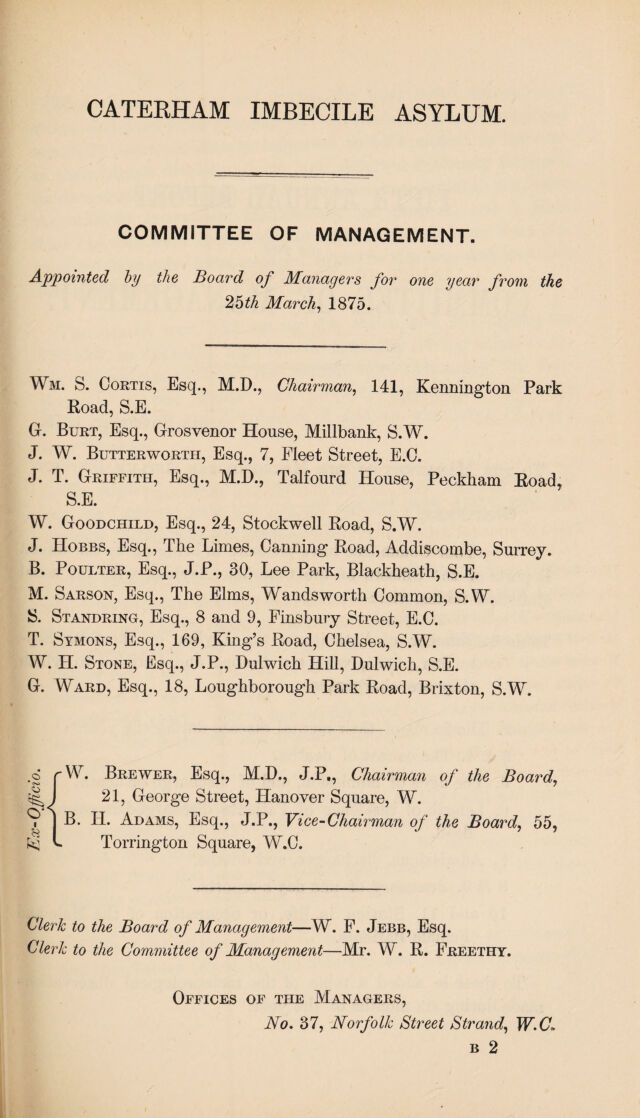 CATERHAM IMBECILE ASYLUM.
COMMITTEE OF MANAGEMENT.
Appointed by the Board of Managers for one year from the
25th March, 1875.
Wm. S. Cortis, Esq., M.D., Chairman, 141, Kennington Park
Road, S.E.
G. Burt, Esq., Grosvenor House, Millbank, S.W.
J. W. Butterworth, Esq., 7, Fleet Street, E.C.
J. T. Griffith, Esq., M.D., Talfourd House, Peckham Road,
S.E.
W. Goodchild, Esq., 24, Stockwell Road, S.W.
J. Hobbs, Esq., The Limes, Canning Road, Addiscombe, Surrey.
B. Poulter, Esq., J.P., 30, Lee Park, Blackheath, S.E.
M. Sarson, Esq., The Elms, Wandsworth Common, S.W.
S. Standring, Esq., 8 and 9, Finsbury Street, E.C.
T. Symons, Esq., 169, King's Road, Chelsea, S.W.
W. H. Stone, Esq., J.P., Dulwich Hill, Dulwich, S.E.
G. Ward, Esq., 18, Loughborough Park Road, Brixton, S.W.
Ex-Officio.
W. Brewer, Esq., M.D., J.P., Chairman of the Board,
21, George Street, Hanover Square, W.
B. H. Adams, Esq., J.P., Vice-Chairman of the Board, 55,
Torrington Square, W.C.
Clerk to the Board of Management—W. F. Jebb, Esq.
Clerk to the Committee of Management—Mr. W. R. Freethy.
Offices of the Managers,
No. 37, Norfolk Street Strand, W.C.
B 2